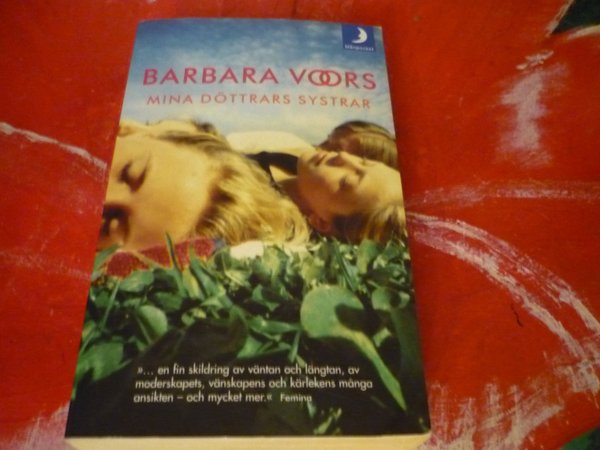 Månpocket
BARBARA VOORS
MINA DÖTTRARS SYSTRAR
»... en fin skildring av väntan och längtan, av
moderskapets, vänskapens och kärlekens många
ansikten – och mycket mer.« Femina